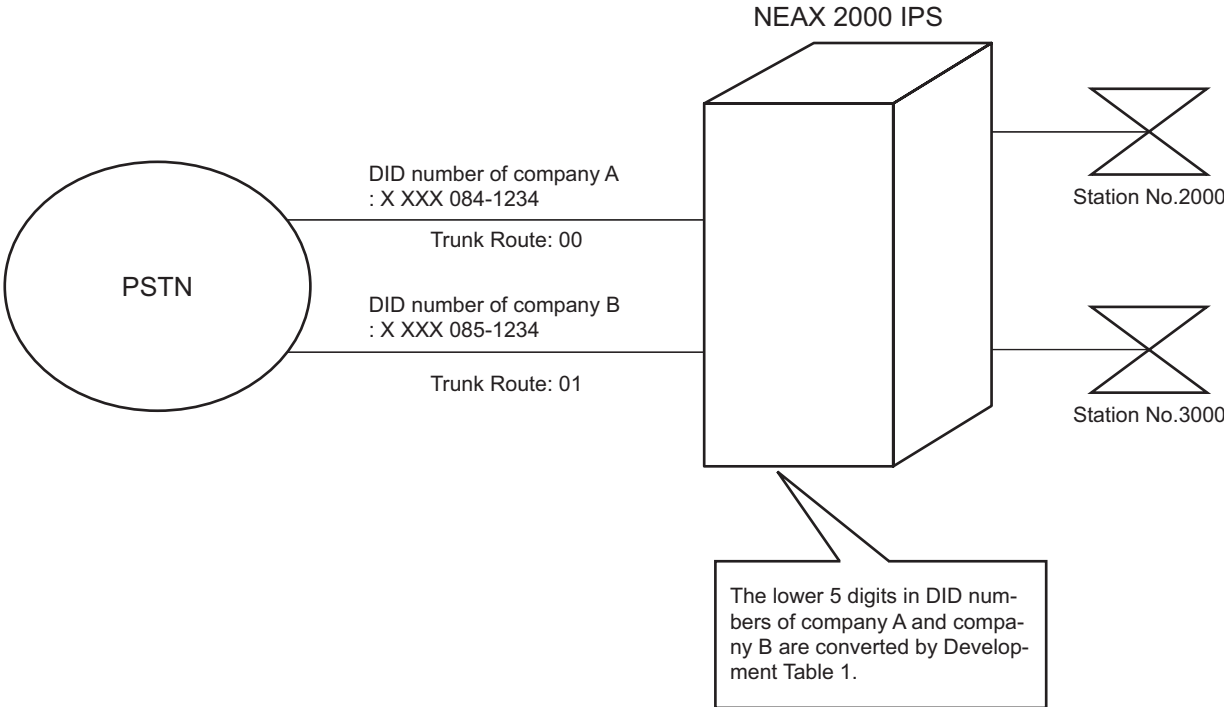 NEAX 2000 IPS
DID number of company A
: X XXX 084-1234
Trunk Route: 00
Station No.2000
PSTN
DID number of company B
: X XXX 085-1234
Trunk Route: 01
Station No.3000
The lower 5 digits in DID num-
bers of company A and compa-
ny B are converted by Develop-
ment Table 1.